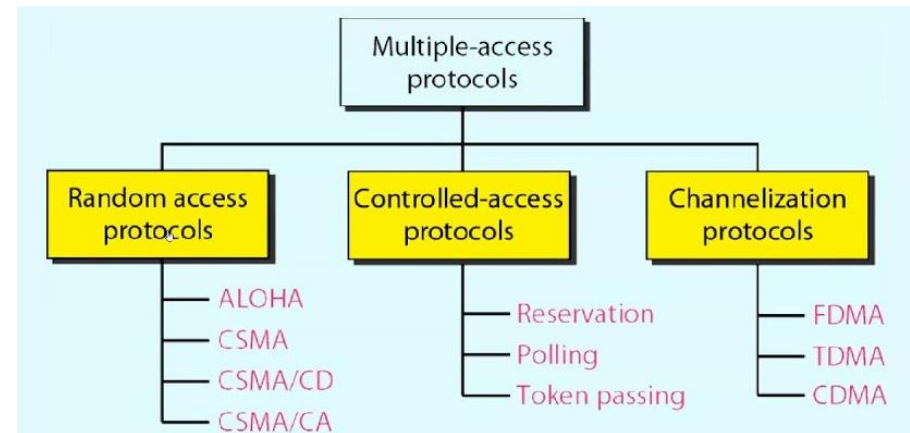 Multiple-access
protocols
Random access
protocols
Controlled-access
protocols
Channelization
protocols
ALOHA
CSMA
CSMA/CD
CSMA/CA
Reservation
Polling
Token passing
FDMA
TDMA
CDMA